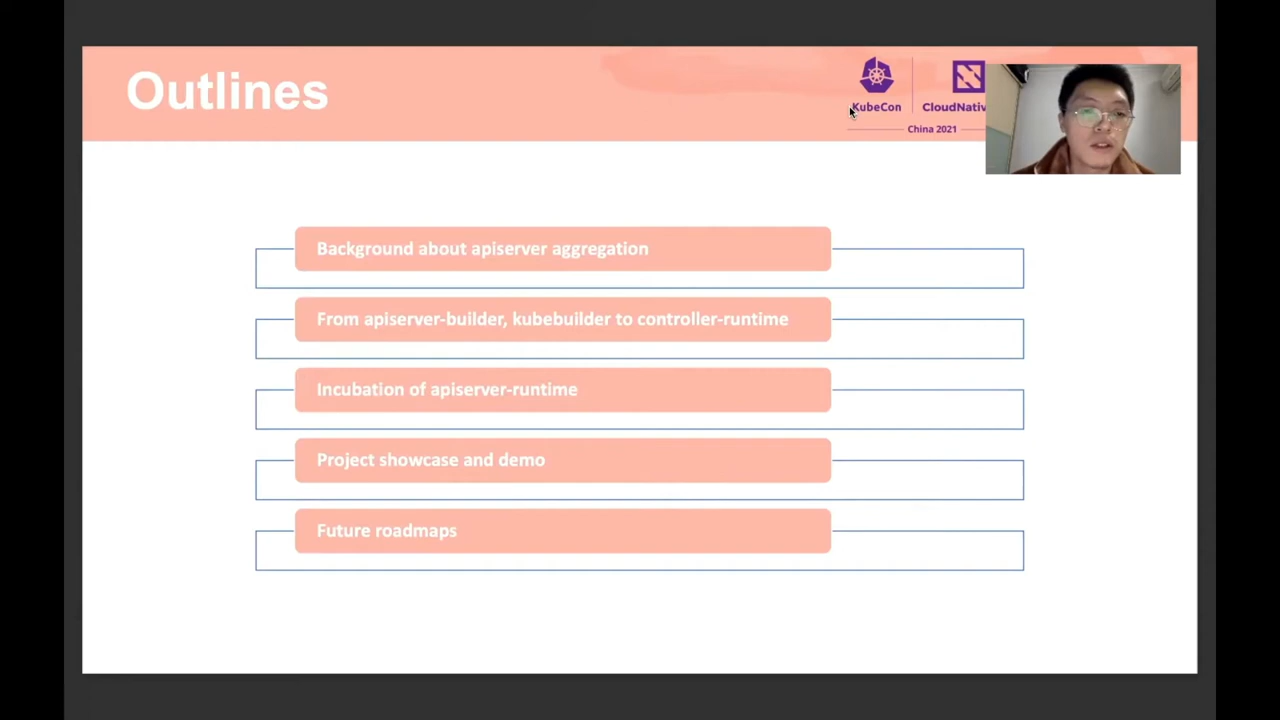 Outlines
KubeCon
CloudNativ
China 2021
Background about apiserver aggregation
From apiserver-builder, kubebuilder to controller-runtime
Incubation of apiserver-runtime
Project showcase and demo
Future roadmaps